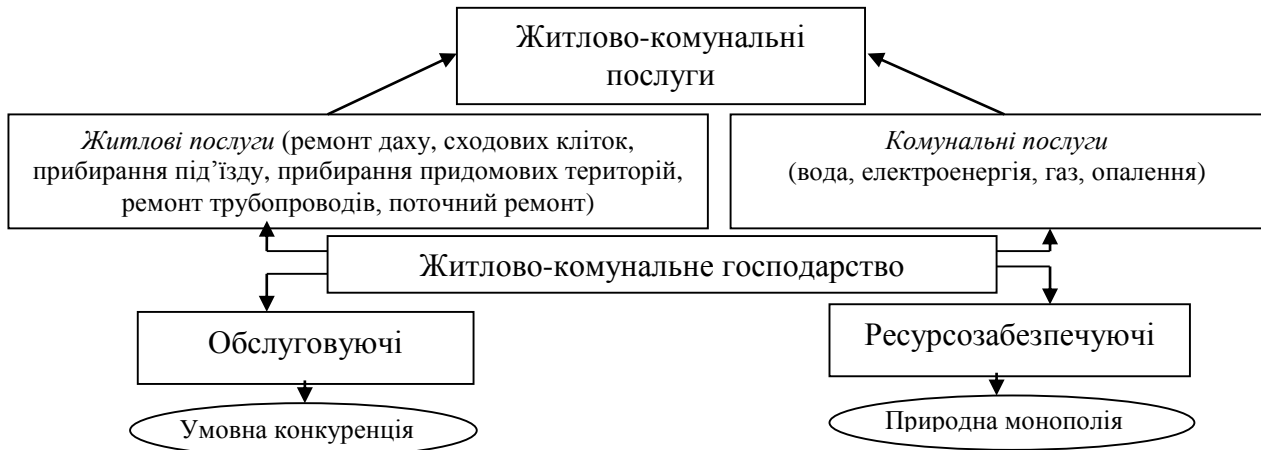 Житлово-комунальні
послуги
Житлові послуги (ремонт даху, сходових кліток,
прибирання під’їзду, прибирання придомових територій,
ремонт трубопроводів, поточний ремонт)
Комунальні послуги
(вода, електроенергія, газ, опалення)
Житлово-комунальне господарство
Обслуговуючі
Ресурсозабезпечуючі
Умовна конкуренція
Природна монополія